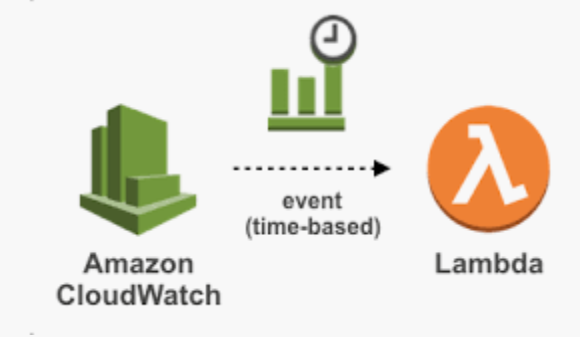 event
(time-based)
Amazon
CloudWatch
Lambda